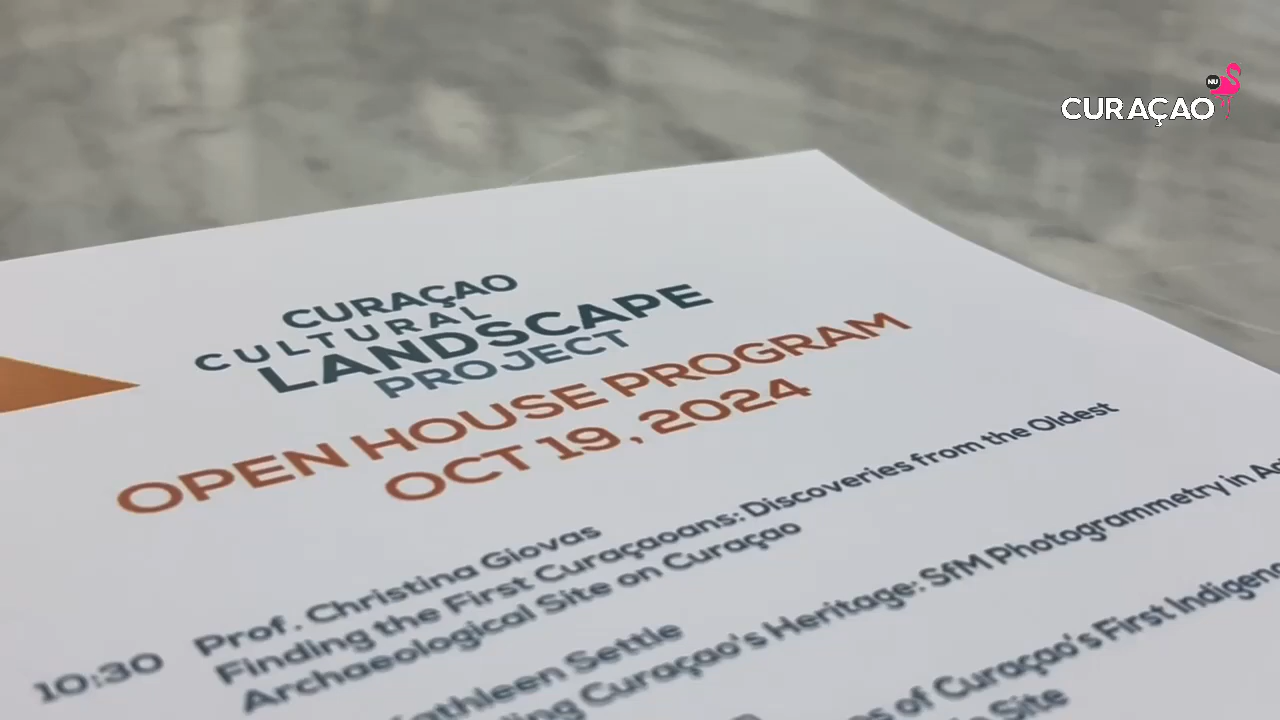 NU
CURAÇAO
CURAÇAO
CULTURAL
LANDSCAPE
PROJECT
OPEN HOUSE PROGRAM
OCT 19, 2024
10:30 Prof. Christina Giovas
Finding the First Curaçaoans: Discoveries from the Oldest
Archaeological Site on Curaçao
Settle
Curaçao's Heritage: SfM Photogrammetry in
of Curaçao's First
Site